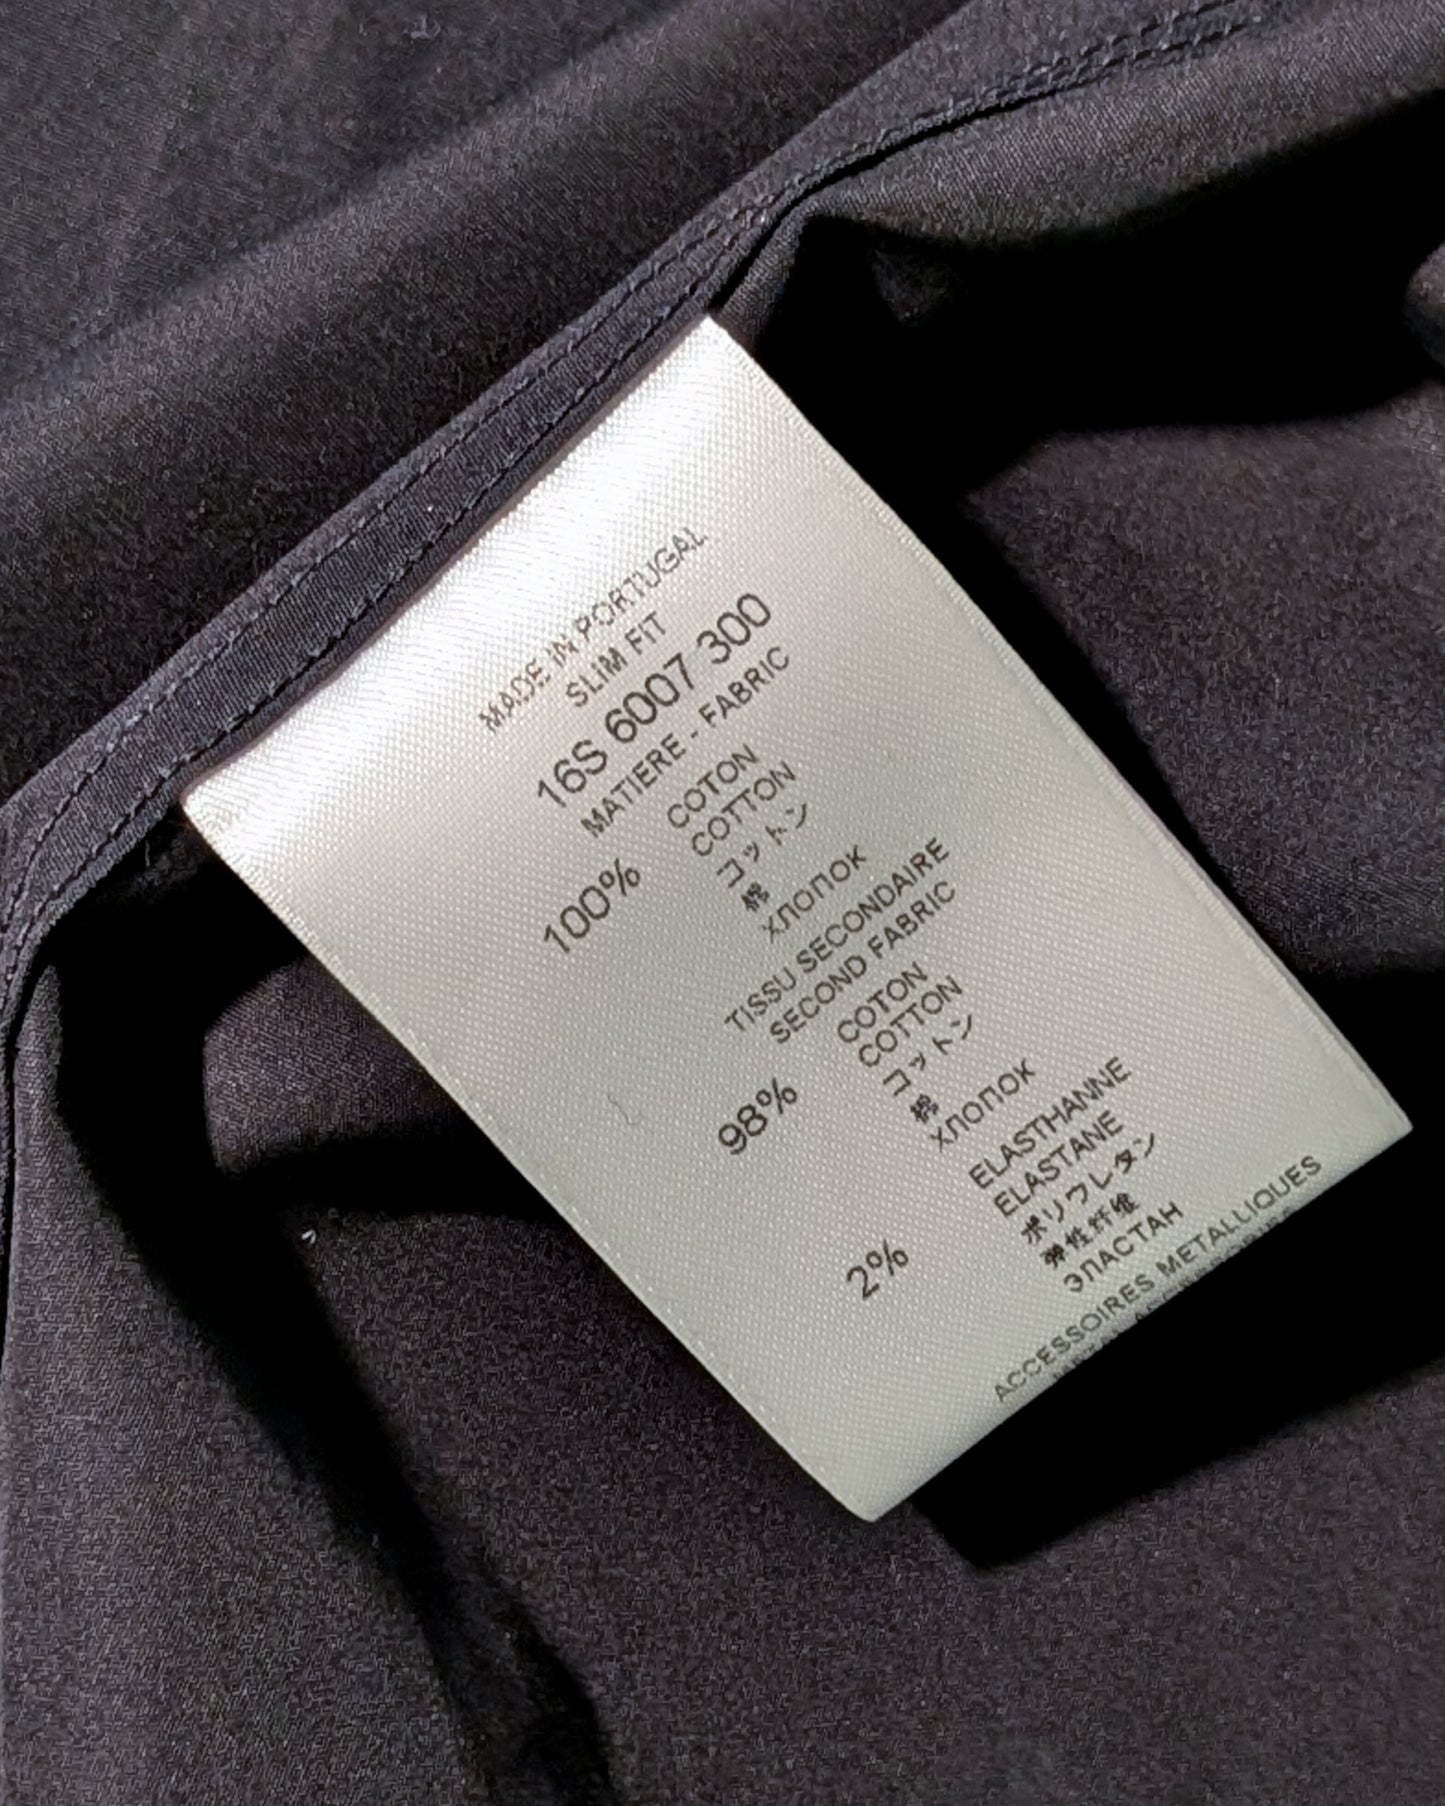 MADE IN PORTUGAL
SLIM FIT
16S 6007 300
MATIERE - FABRIC
100%
COTON
COTTON
コットン
棉
ХЛОПОК
TISSU SECONDAIRE
SECOND FABRIC
98%
COTON
COTTON
コットン
棉
ХЛОПОК
2%
ELASTHANNE
ELASTANE
ポリウレタン
弹性纤维
ЭЛАСТАН
ACCESSOIRES METALLIQUES